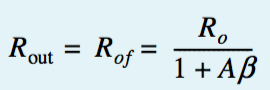 R_out = R_of = R_o / (1 + Aβ)